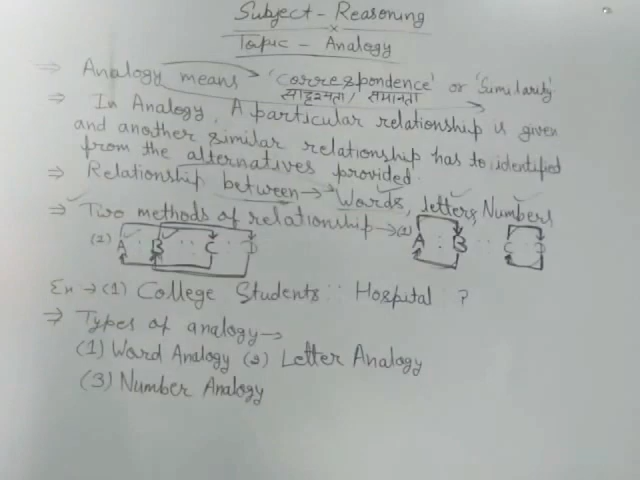 Subject - Reasoning
×
Topic - Analogy
⇒ Analogy means 'correspondence' or 'Similarity'
सादृश्यता / समानता
⇒ In Analogy, A particular relationship is given
and another similar relationship has to identified
from the alternatives provided.
⇒ Relationship between → Words, letters, Numbers
⇒ Two methods of relationship → (1) A : B :: C : D
(2) A : B :: C : D
Ex → (1) College Students :: Hospital : ?
⇒ Types of analogy →
(1) Word Analogy (2) Letter Analogy
(3) Number Analogy